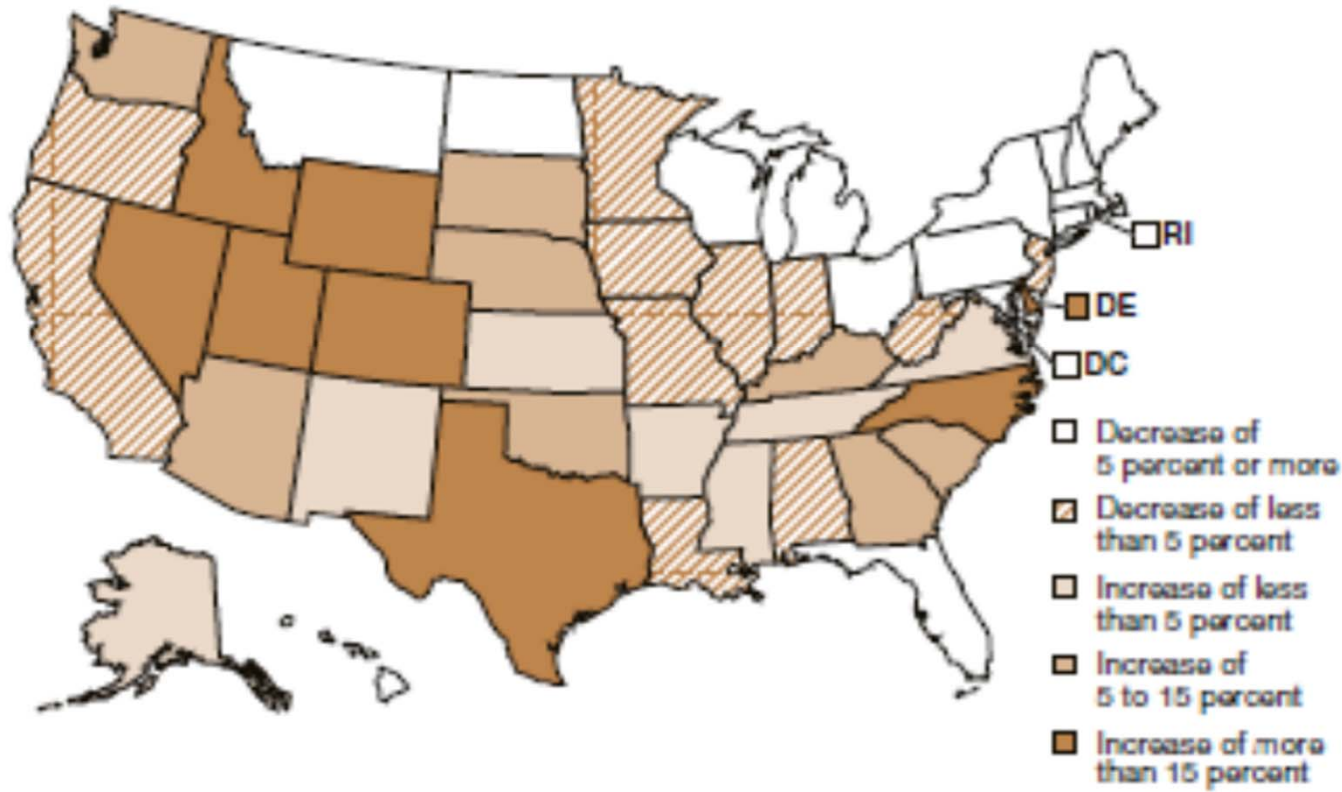 RI
DE
DC
Decrease of
5 percent or more
Decrease of less
than 5 percent
Increase of less
than 5 percent
Increase of
5 to 15 percent
Increase of more
than 15 percent